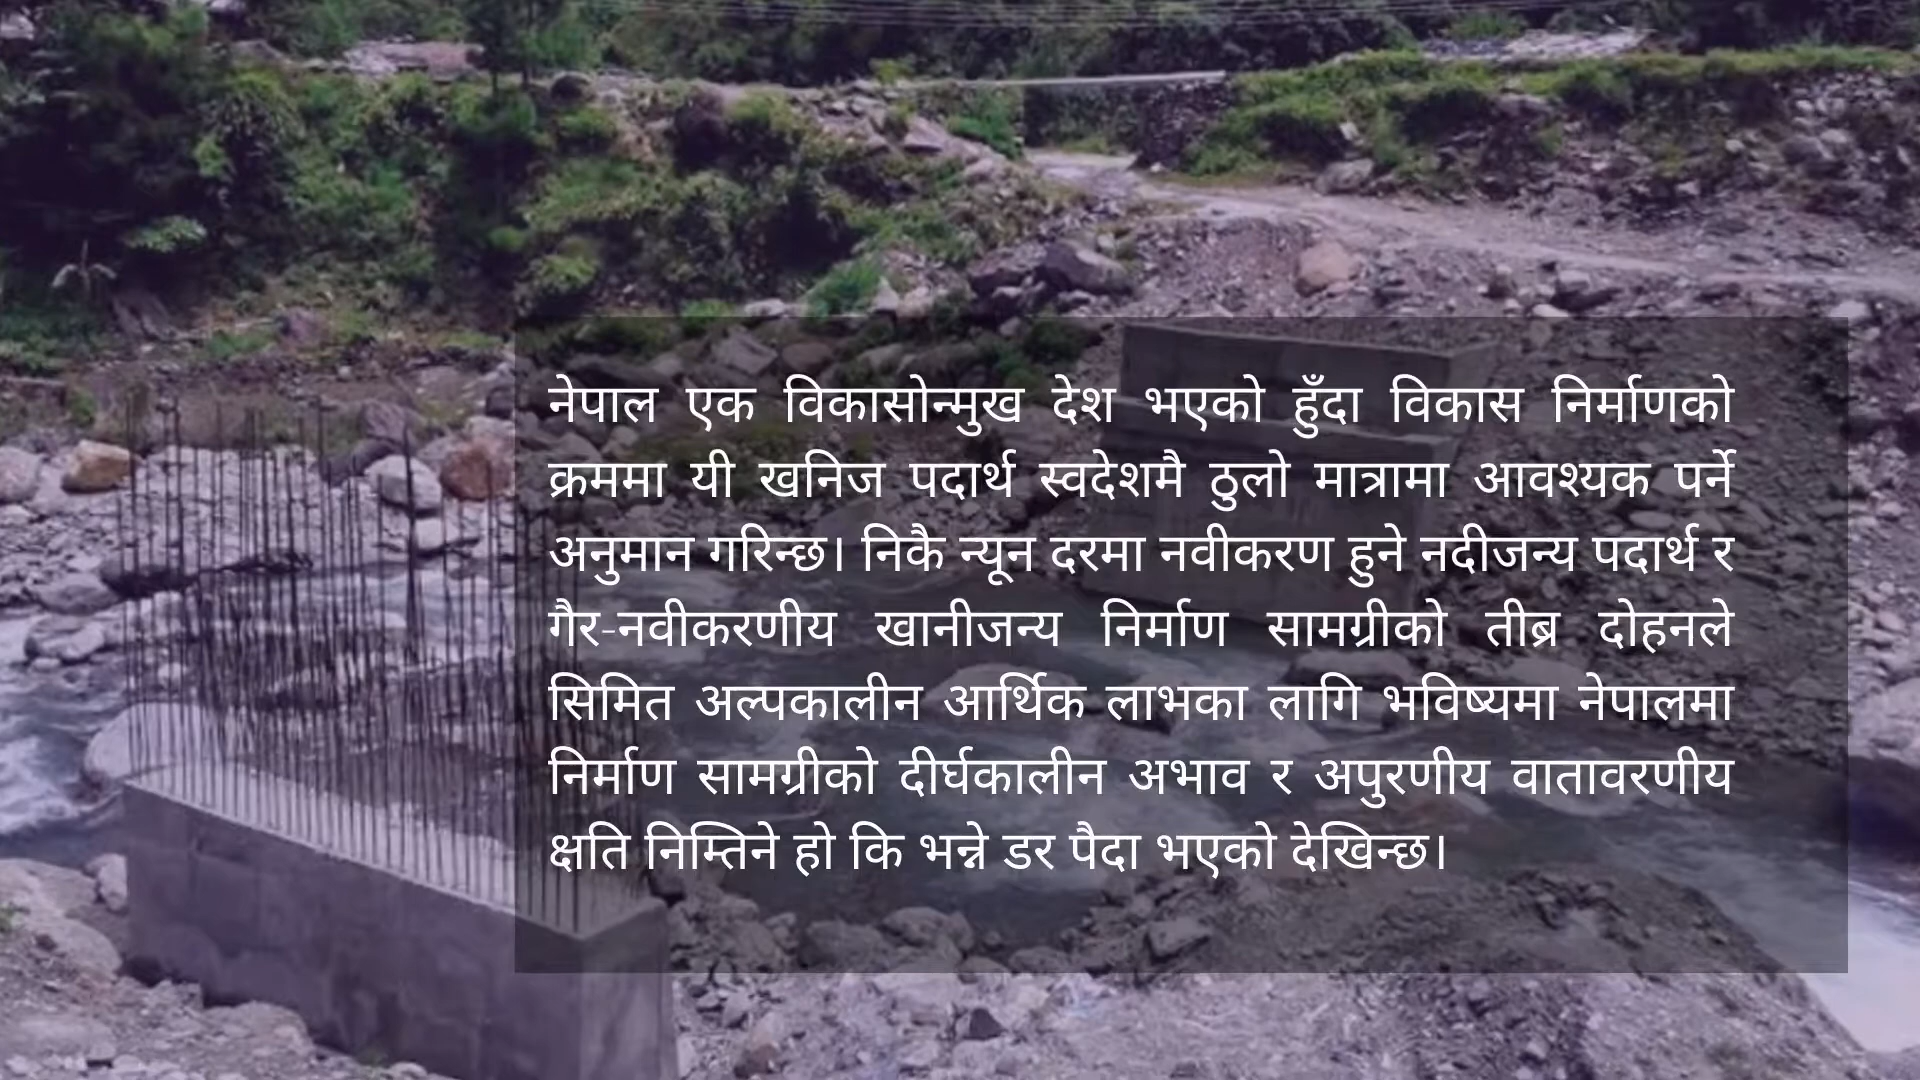 नेपाल एक विकासोन्मुख देश भएको हुँदा विकास निर्माणको
क्रममा यी खनिज पदार्थ स्वदेशमै ठुलो मात्रामा आवश्यक पर्ने
अनुमान गरिन्छ। निकै न्यून दरमा नवीकरण हुने नदीजन्य पदार्थ र
गैर-नवीकरणीय खानीजन्य निर्माण सामग्रीको तीब्र दोहनले
सिमित अल्पकालीन आर्थिक लाभका लागि भविष्यमा नेपालमा
निर्माण सामग्रीको दीर्घकालीन अभाव र अपुरणीय वातावरणीय
क्षति निम्तिने हो कि भन्ने डर पैदा भएको देखिन्छ।